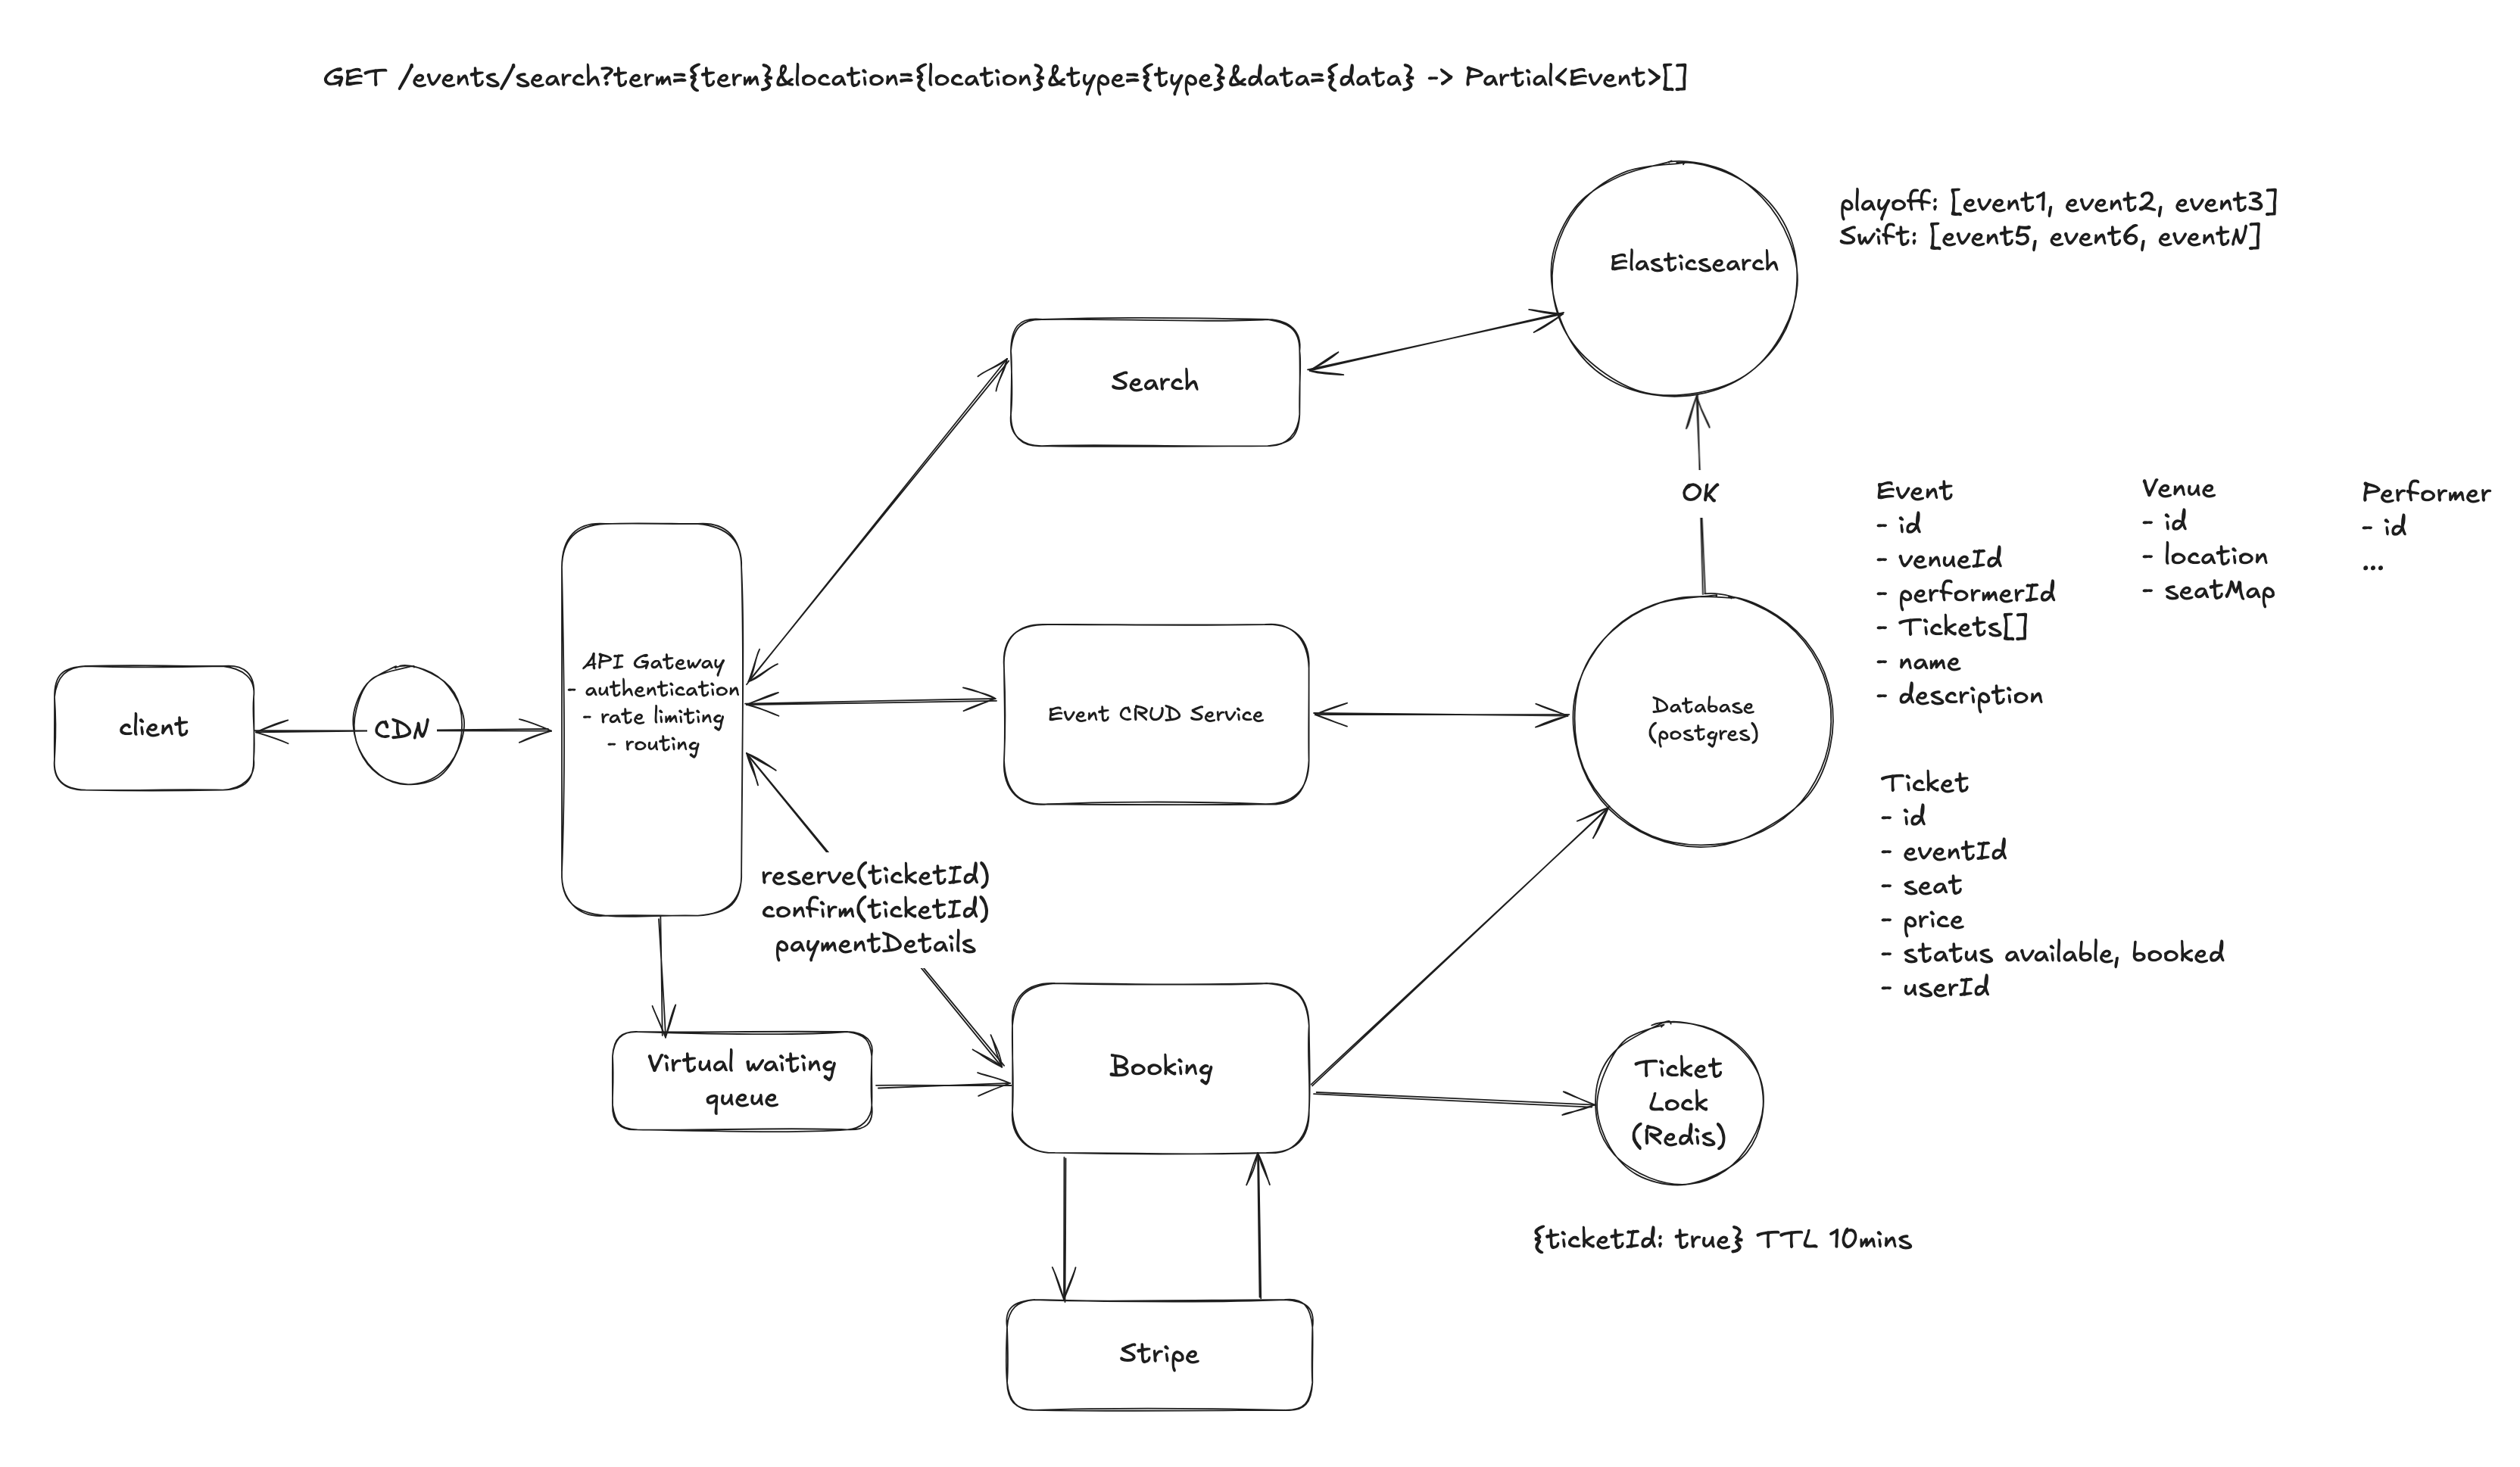 GET /events/search?term={term}&location={location}&type={type}&data={data} -> Partial<Event>[]
playoff: [event1, event2, event3]
Swift: [event5, event6, eventN]
Elasticsearch
Search
OK
Event
- id
- venueId
- performerId
- Tickets[]
- name
- description
Venue
- id
- location
- seatMap
Performer
- id
...
client
CDN
API Gateway
- authentication
- rate limiting
- routing
Event CRUD Service
Database
(postgres)
Ticket
- id
- eventId
- seat
- price
- status available, booked
- userId
reserve(ticketId)
confirm(ticketId)
paymentDetails
Virtual waiting
queue
Booking
Ticket
Lock
(Redis)
{ticketId: true} TTL 10mins
Stripe